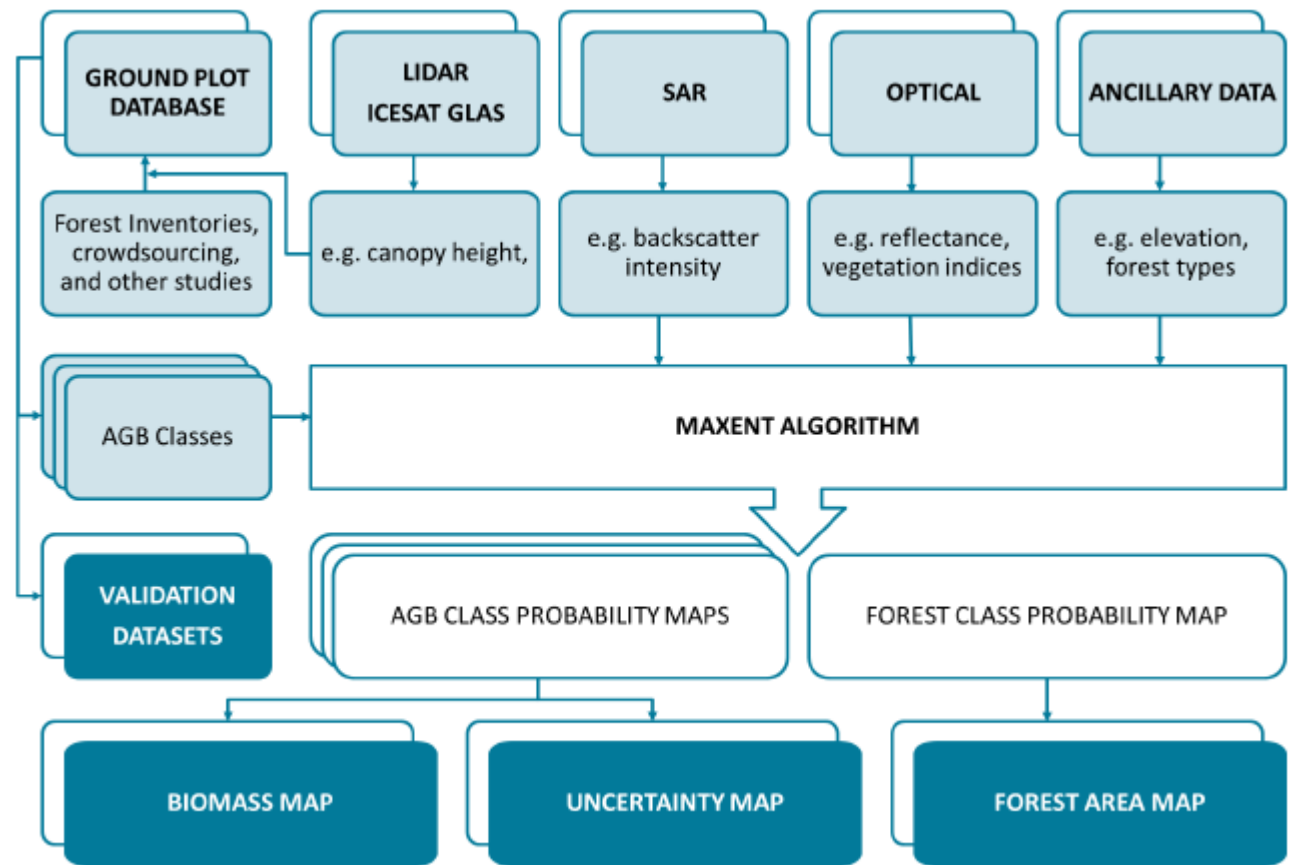 GROUND PLOT
DATABASE
LIDAR
ICESAT GLAS
SAR
OPTICAL
ANCILLARY DATA
Forest Inventories,
crowdsourcing,
and other studies
e.g. canopy height,
e.g. backscatter
intensity
e.g. reflectance,
vegetation indices
e.g. elevation,
forest types
AGB Classes
MAXENT ALGORITHM
VALIDATION
DATASETS
AGB CLASS PROBABILITY MAPS
FOREST CLASS PROBABILITY MAP
BIOMASS MAP
UNCERTAINTY MAP
FOREST AREA MAP